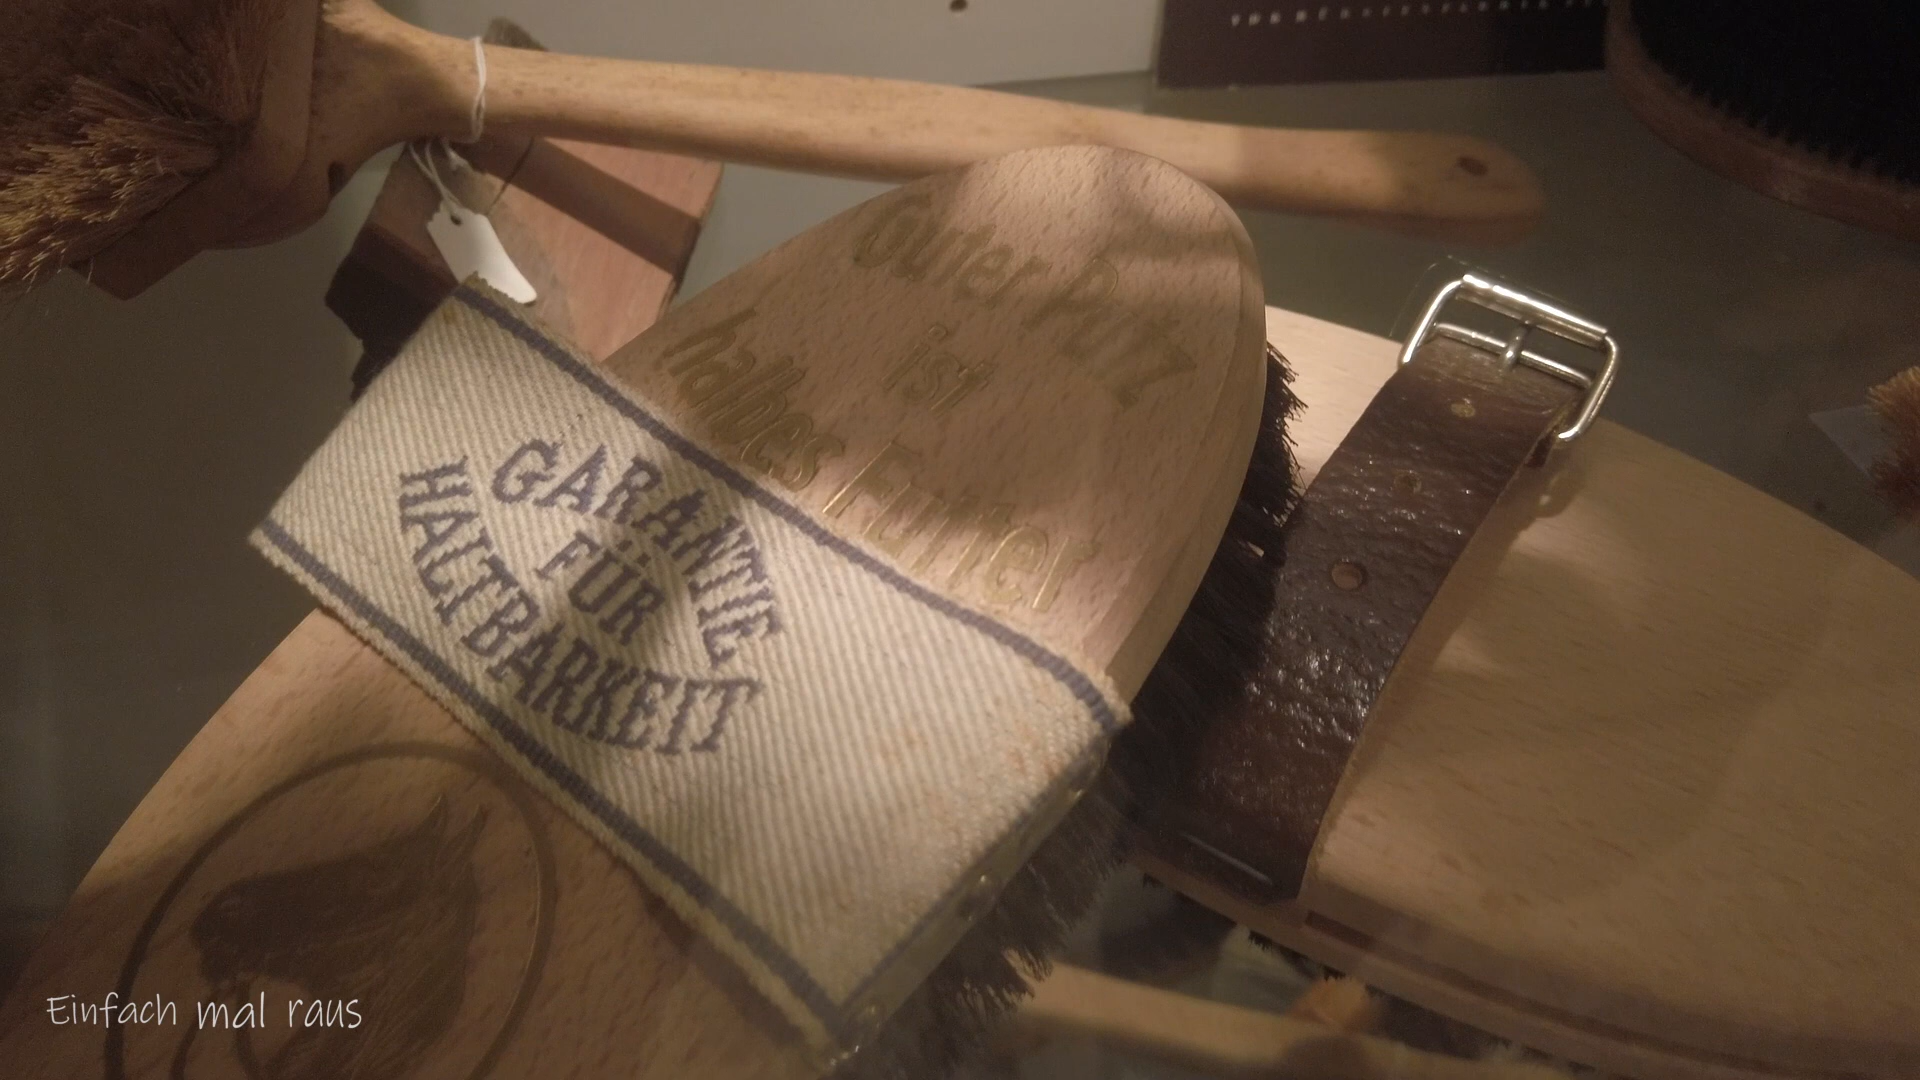 Guter Putz
ist
halbes Futter
GARANTIE
FÜR
HALTBARKEIT
Einfach mal raus